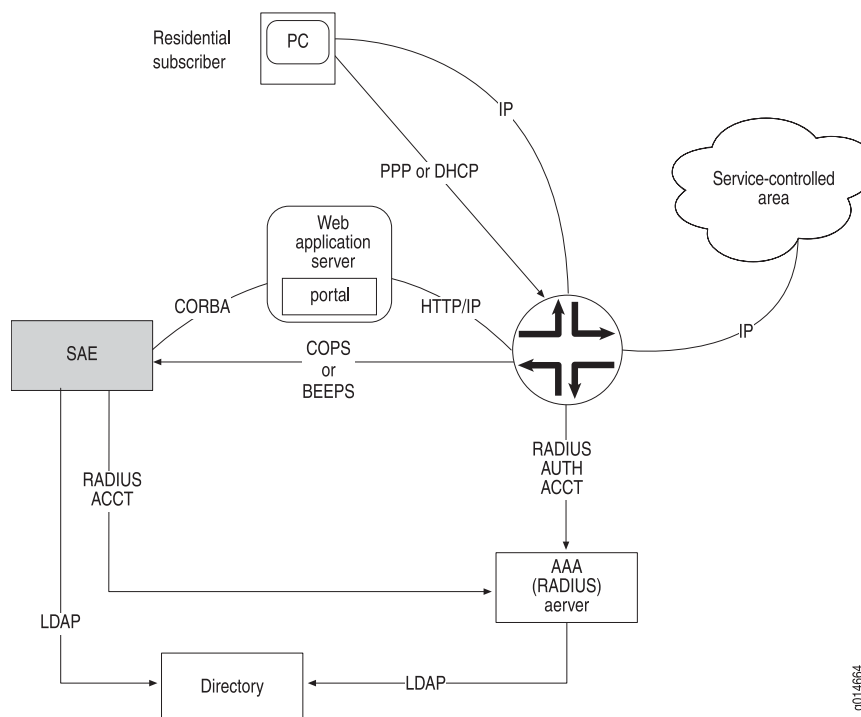 Residential
subscriber
PC
IP
PPP or DHCP
Service-controlled
area
Web
application
server
portal
CORBA
HTTP/IP
IP
SAE
COPS
or
BEEPS
RADIUS
AUTH
ACCT
RADIUS
ACCT
AAA
(RADIUS)
aerver
LDAP
Directory
LDAP
g014664